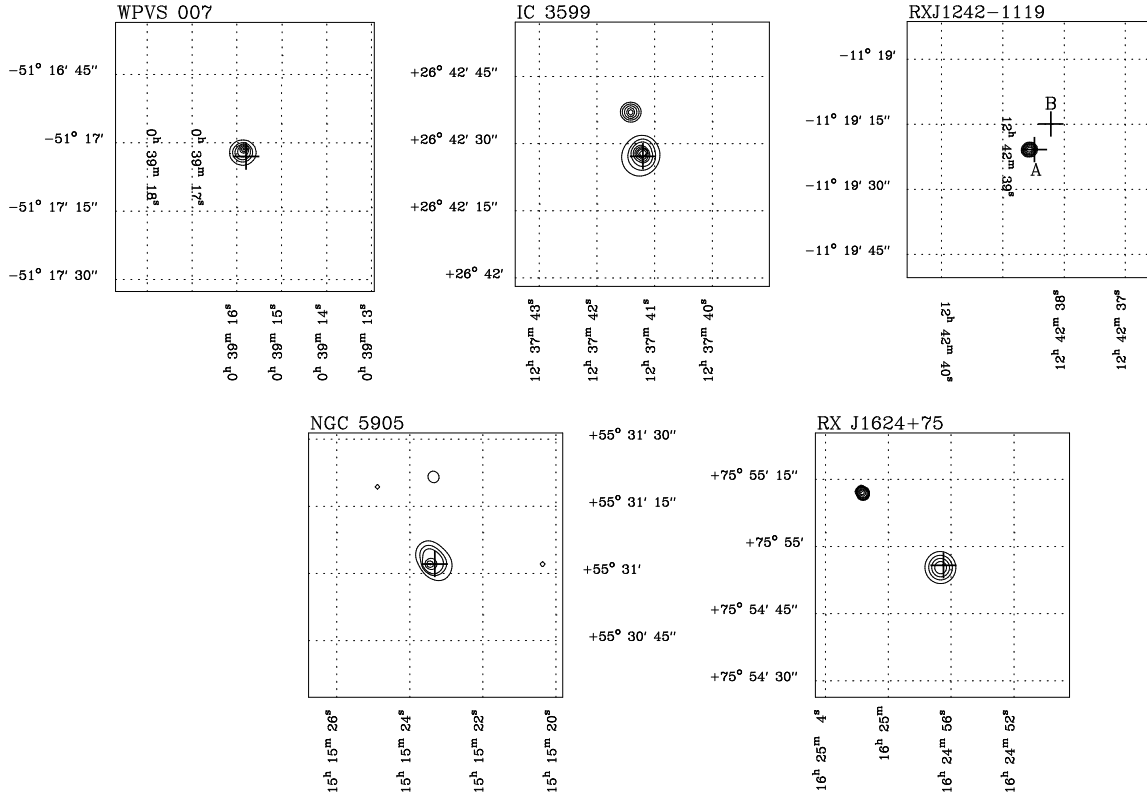 WPVS 007
−51° 16′ 45″
−51° 17′
−51° 17′ 15″
−51° 17′ 30″
0ʰ 39ᵐ 18ˢ
0ʰ 39ᵐ 17ˢ
0ʰ 39ᵐ 16ˢ
0ʰ 39ᵐ 15ˢ
0ʰ 39ᵐ 14ˢ
0ʰ 39ᵐ 13ˢ
IC 3599
+26° 42′ 45″
+26° 42′ 30″
+26° 42′ 15″
+26° 42′
12ʰ 37ᵐ 43ˢ
12ʰ 37ᵐ 42ˢ
12ʰ 37ᵐ 41ˢ
12ʰ 37ᵐ 40ˢ
RXJ1242−1119
−11° 19′
−11° 19′ 15″
−11° 19′ 30″
−11° 19′ 45″
B
A
12ʰ 42ᵐ 39ˢ
12ʰ 42ᵐ 40ˢ
12ʰ 42ᵐ 38ˢ
12ʰ 42ᵐ 37ˢ
NGC 5905
+55° 31′ 30″
+55° 31′ 15″
+55° 31′
+55° 30′ 45″
15ʰ 15ᵐ 26ˢ
15ʰ 15ᵐ 24ˢ
15ʰ 15ᵐ 22ˢ
15ʰ 15ᵐ 20ˢ
RX J1624+75
+75° 55′ 15″
+75° 55′
+75° 54′ 45″
+75° 54′ 30″
16ʰ 25ᵐ 4ˢ
16ʰ 25ᵐ
16ʰ 24ᵐ 56ˢ
16ʰ 24ᵐ 52ˢ